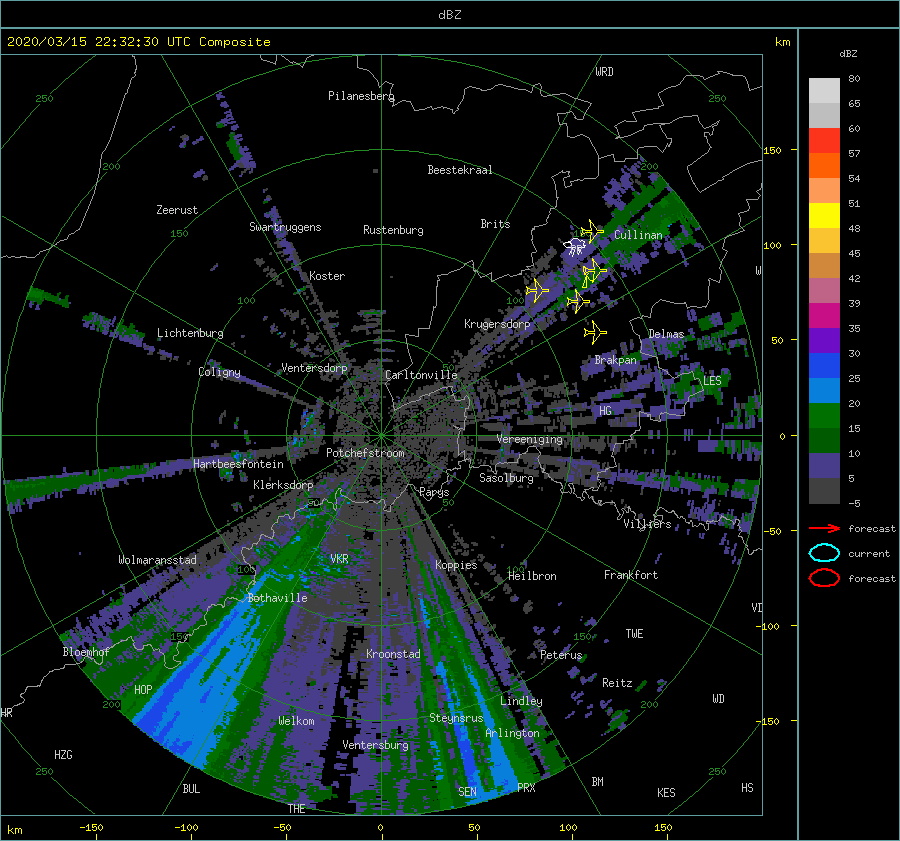 dBZ
2020/03/15 22:32:30 UTC Composite
km
dBZ
WRD
250
Pilanesberg
250
80
65
60
57
54
51
48
45
42
39
35
30
25
20
15
10
5
-5
150
200
Beestekraal
200
Zeerust
Swartruggens
Rustenburg
Brits
150
Cullinan
100
W
Koster
100
100
Lichtenburg
Krugersdorp
Delmas
50
Coligny
Ventersdorp
Carltonville
Brakpan
LES
HG
Vereeniging
0
Potchefstroom
Hartbeesfontein
Klerksdorp
Parys
Sasolburg
50
50
Villiers
forecast
-50
current
Wolmaransstad
VKR
Koppies
100
100
Heilbron
Frankfort
forecast
Bothaville
VI
-100
150
150
TWE
Bloemhof
Kroonstad
Peterus
HOP
Reitz
HR
200
Lindley
200
WD
Welkom
Steynsrus
-150
Arlington
HZG
Ventersburg
250
250
BUL
SEN
PRX
BM
KES
HS
THE
km
-150
-100
-50
0
50
100
150